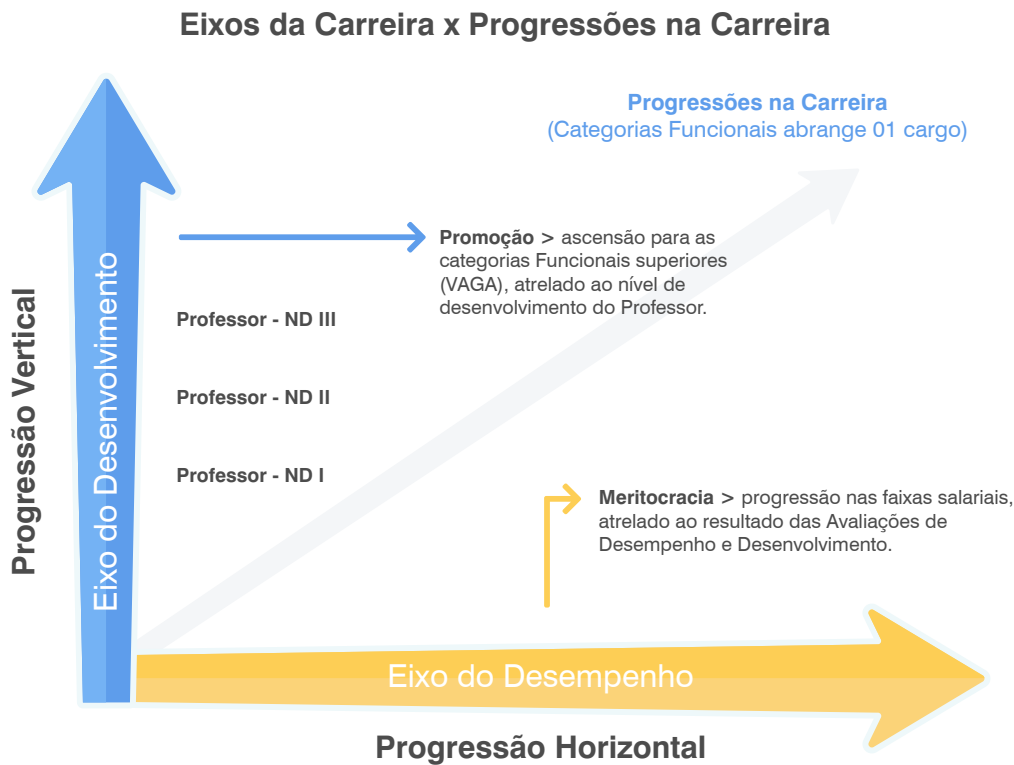 Eixos da Carreira x Progressões na Carreira
Progressões na Carreira
(Categorias Funcionais abrange 01 cargo)
Progressão Vertical
Eixo do Desenvolvimento
Promoção > ascensão para as
categorias Funcionais superiores
(VAGA), atrelado ao nível de
desenvolvimento do Professor.
Professor - ND III
Professor - ND II
Professor - ND I
Meritocracia > progressão nas faixas salariais,
atrelado ao resultado das Avaliações de
Desempenho e Desenvolvimento.
Eixo do Desempenho
Progressão Horizontal